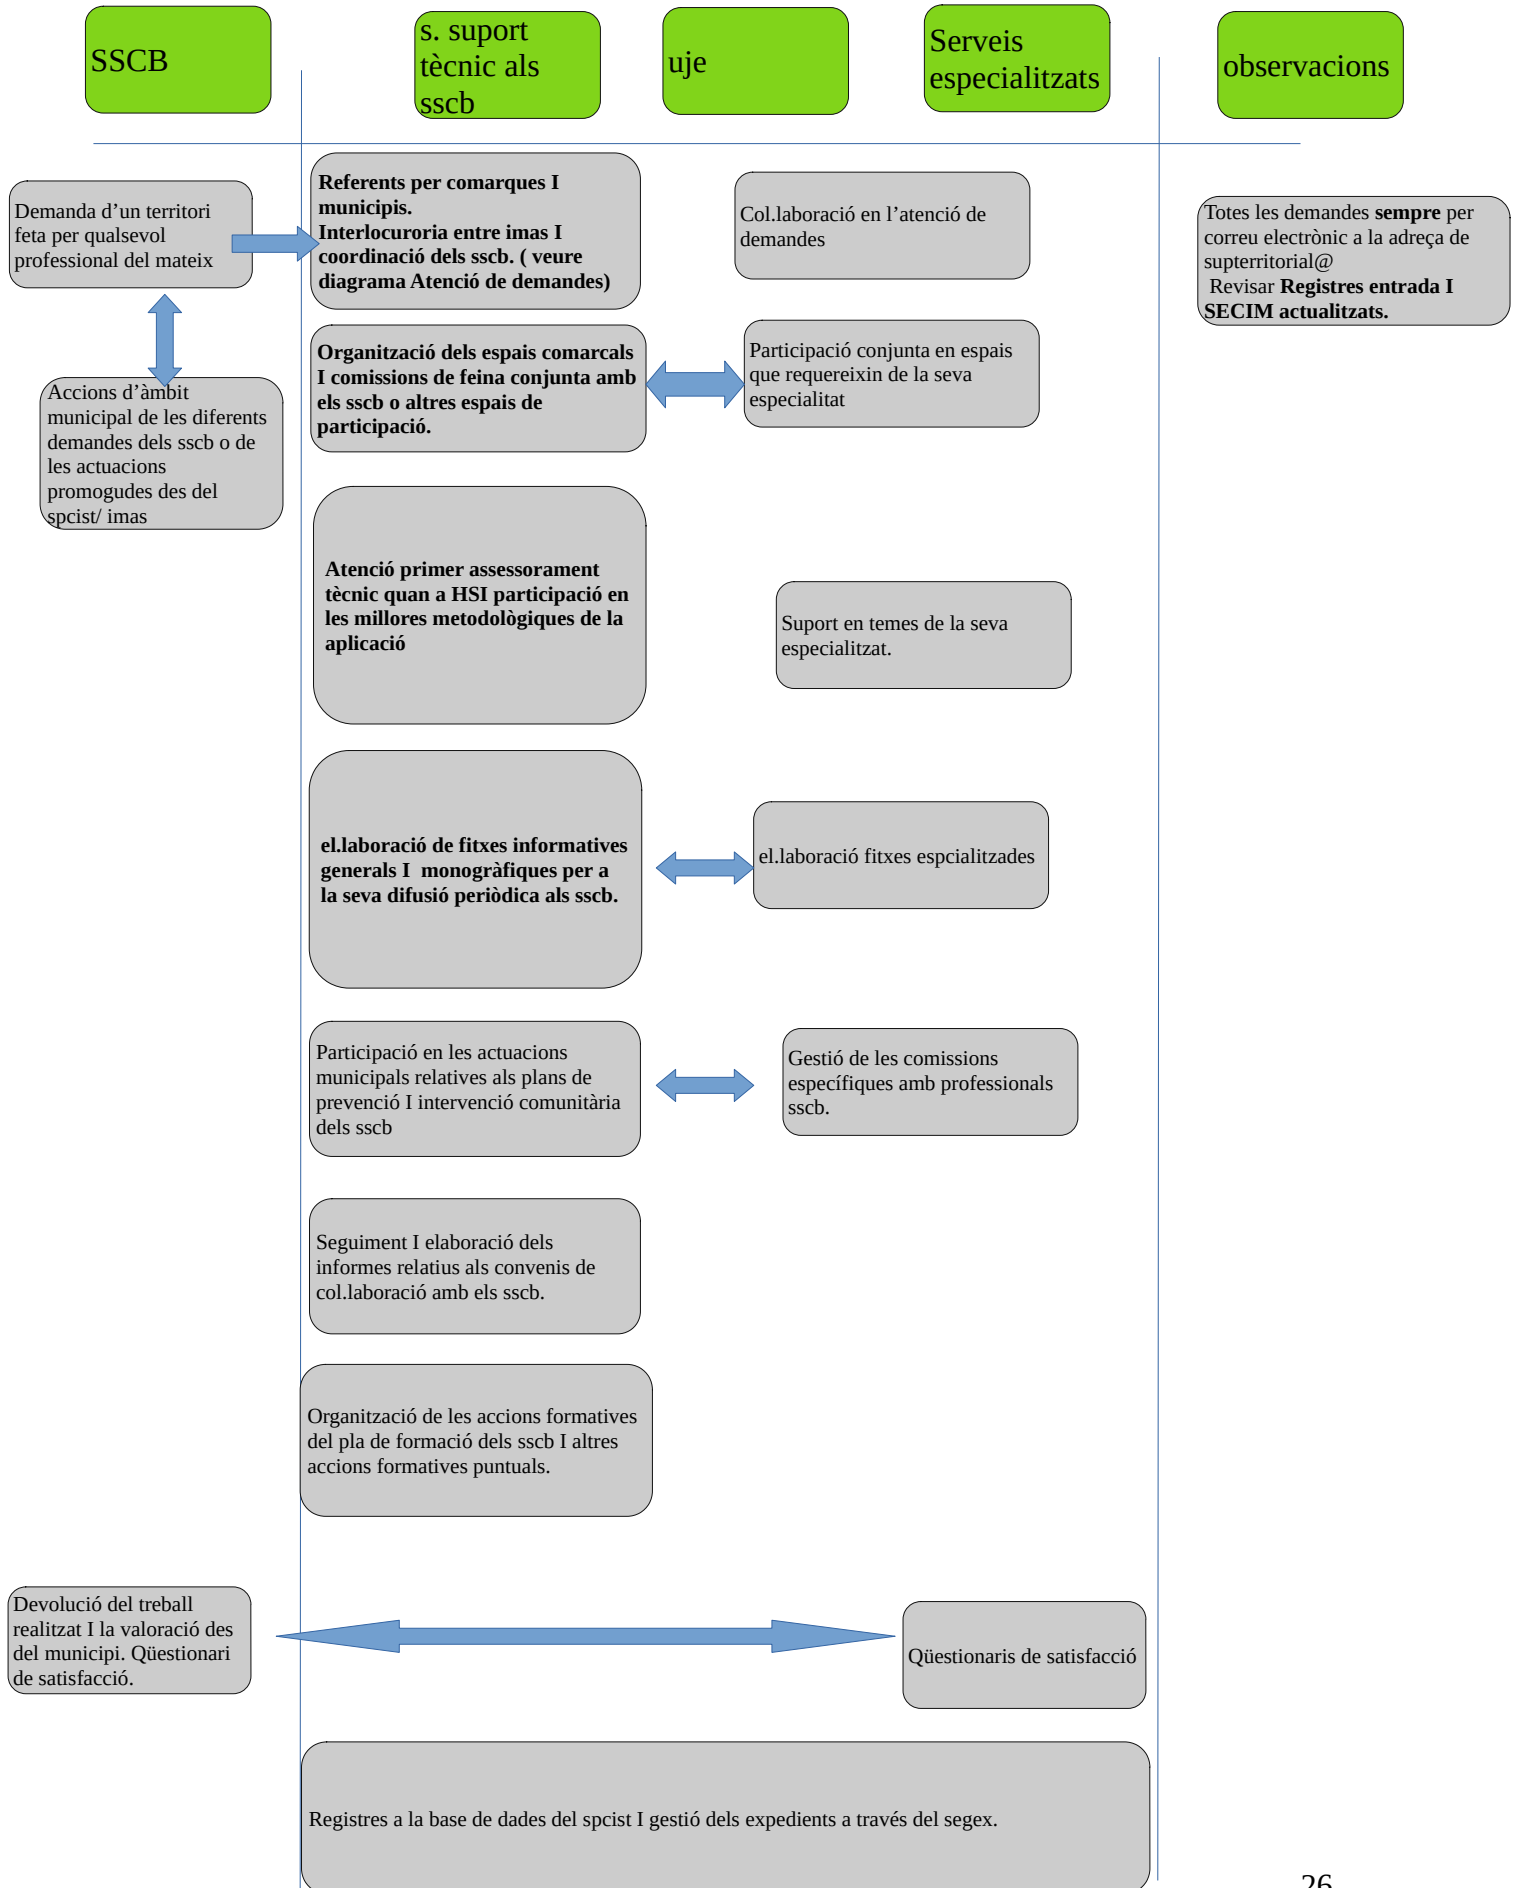 SSCB
s. suport
tècnic als
sscb
uje
Serveis
especialitzats
observacions
Demanda d’un territori
feta per qualsevol
professional del mateix
Referents per comarques I
municipis.
Interlocuroria entre imas I
coordinació dels sscb. ( veure
diagrama Atenció de demandes)
Col.laboració en l’atenció de
demandes
Totes les demandes sempre per
correu electrònic a la adreça de
supterritorial@
Revisar Registres entrada I
SECIM actualitzats.
Accions d’àmbit
municipal de les diferents
demandes dels sscb o de
les actuacions
promogudes des del
spcist/ imas
Organització dels espais comarcals
I comissions de feina conjunta amb
els sscb o altres espais de
participació.
Participació conjunta en espais
que requereixin de la seva
especialitat
Atenció primer assessorament
tècnic quan a HSI participació en
les millores metodològiques de la
aplicació
Suport en temes de la seva
especialitzat.
el.laboració de fitxes informatives
generals I monogràfiques per a
la seva difusió periòdica als sscb.
el.laboració fitxes espcialitzades
Participació en les actuacions
municipals relatives als plans de
prevenció I intervenció comunitària
dels sscb
Gestió de les comissions
específiques amb professionals
sscb.
Seguiment I elaboració dels
informes relatius als convenis de
col.laboració amb els sscb.
Organització de les accions formatives
del pla de formació dels sscb I altres
accions formatives puntuals.
Devolució del treball
realitzat I la valoració des
del municipi. Qüestionari
de satisfacció.
Qüestionaris de satisfacció
Registres a la base de dades del spcist I gestió dels expedients a través del segex.
26